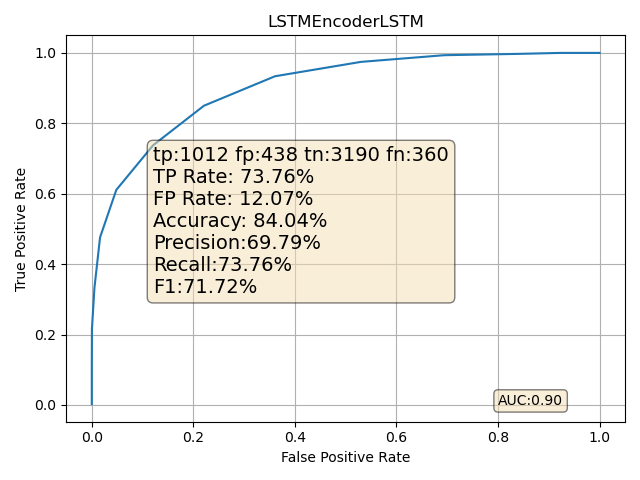 LSTMEncoderLSTM
1.0
0.8
0.6
0.4
0.2
0.0
True Positive Rate
tp:1012 fp:438 tn:3190 fn:360
TP Rate: 73.76%
FP Rate: 12.07%
Accuracy: 84.04%
Precision:69.79%
Recall:73.76%
F1:71.72%
AUC:0.90
0.0 0.2 0.4 0.6 0.8 1.0
False Positive Rate